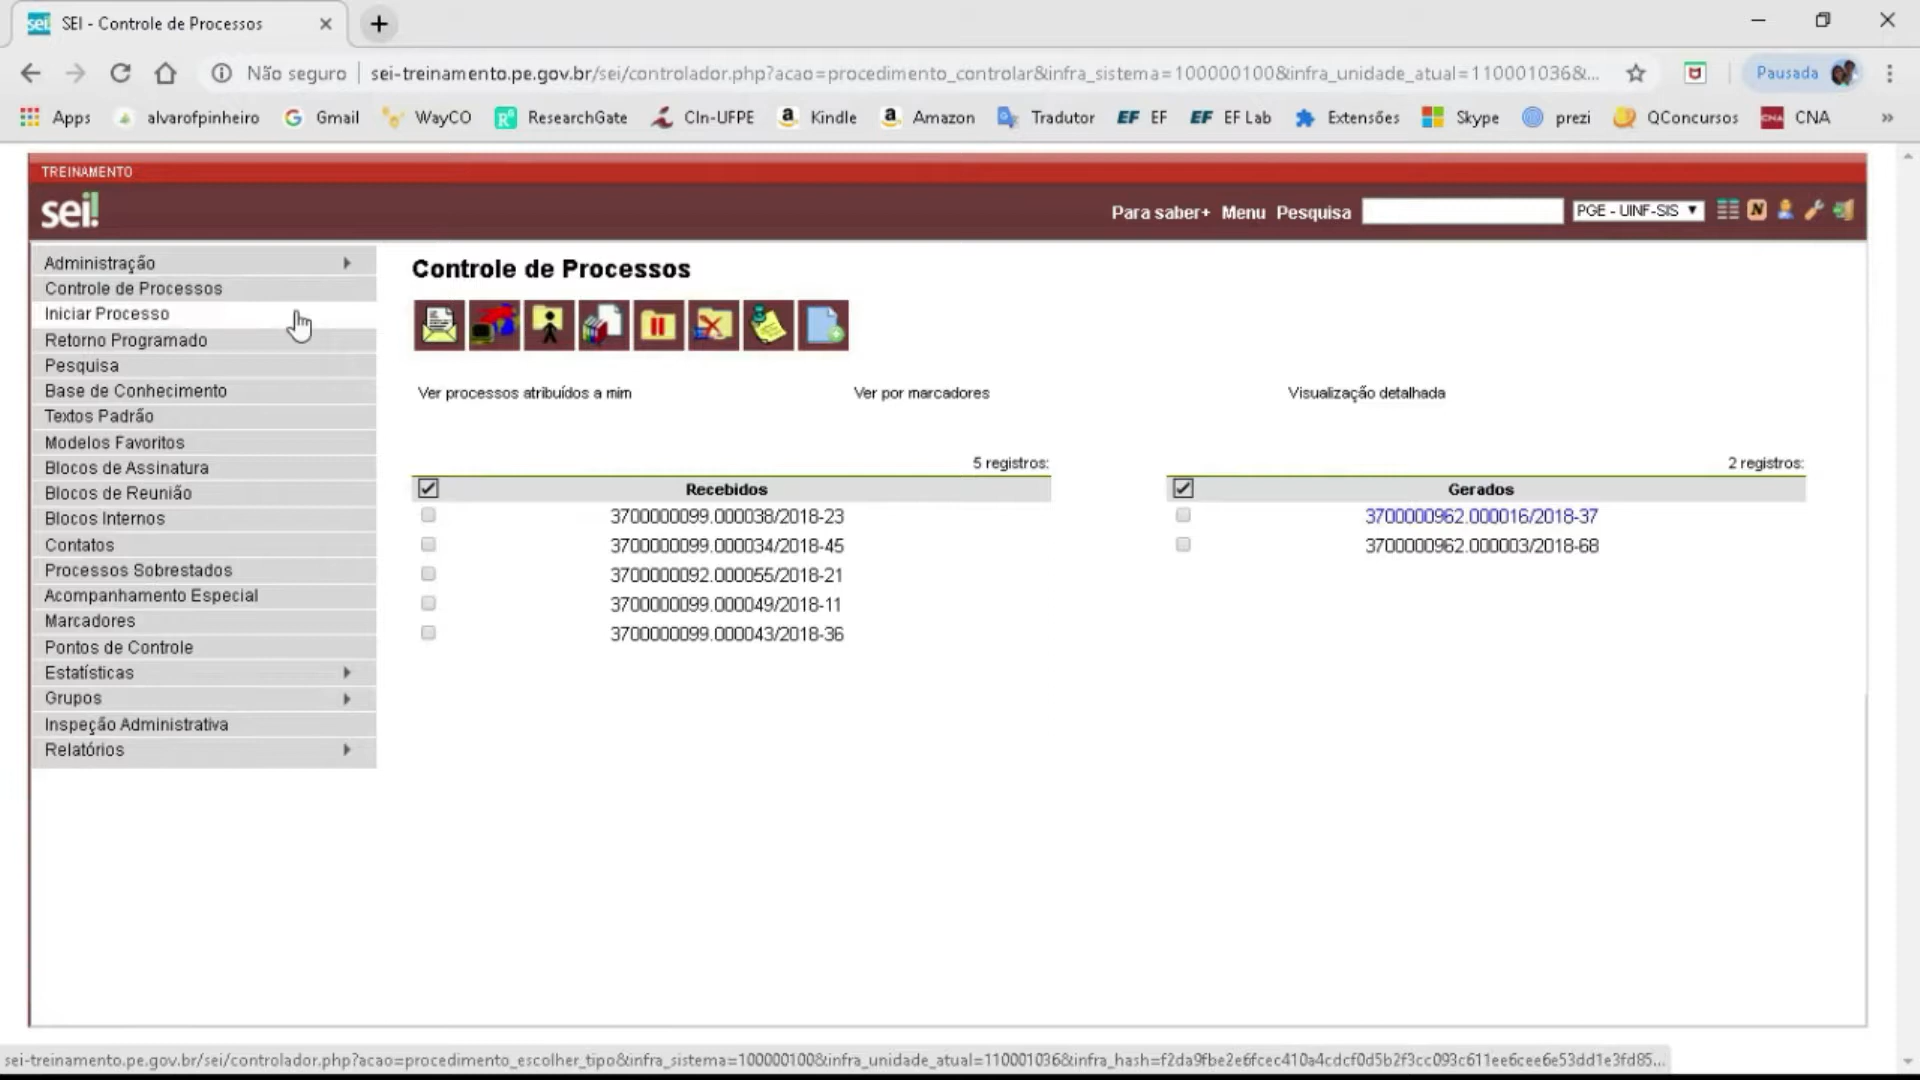 SEI - Controle de Processos
Não seguro
sei-treinamento.pe.gov.br/sei/controlador.php?acao=procedimento_controlar&infra_sistema=100000100&infra_unidade_atual=110001036&...
Pausada
Apps
alvarofpinheiro
Gmail
WayCO
ResearchGate
CIn-UFPE
Kindle
Amazon
Tradutor
EF
EF Lab
Extensões
Skype
prezi
QConcursos
CNA
»
TREINAMENTO
sei!
Para saber+ Menu Pesquisa
PGE - UINF-SIS
Administração
Controle de Processos
Iniciar Processo
Retorno Programado
Pesquisa
Base de Conhecimento
Textos Padrão
Modelos Favoritos
Blocos de Assinatura
Blocos de Reunião
Blocos Internos
Contatos
Processos Sobrestados
Acompanhamento Especial
Marcadores
Pontos de Controle
Estatísticas
Grupos
Inspeção Administrativa
Relatórios
Controle de Processos
Ver processos atribuídos a mim
Ver por marcadores
Visualização detalhada
5 registros:
Recebidos
3700000099.000038/2018-23
3700000099.000034/2018-45
3700000092.000055/2018-21
3700000099.000049/2018-11
3700000099.000043/2018-36
2 registros:
Gerados
3700000962.000016/2018-37
3700000962.000003/2018-68
sei-treinamento.pe.gov.br/sei/controlador.php?acao=procedimento_escolher_tipo&infra_sistema=100000100&infra_unidade_atual=110001036&infra_hash=f2da9fbe2e6fcec410a4cdcf0d5b2f3cc093c611ee6cee6e53dd1e3fd85...